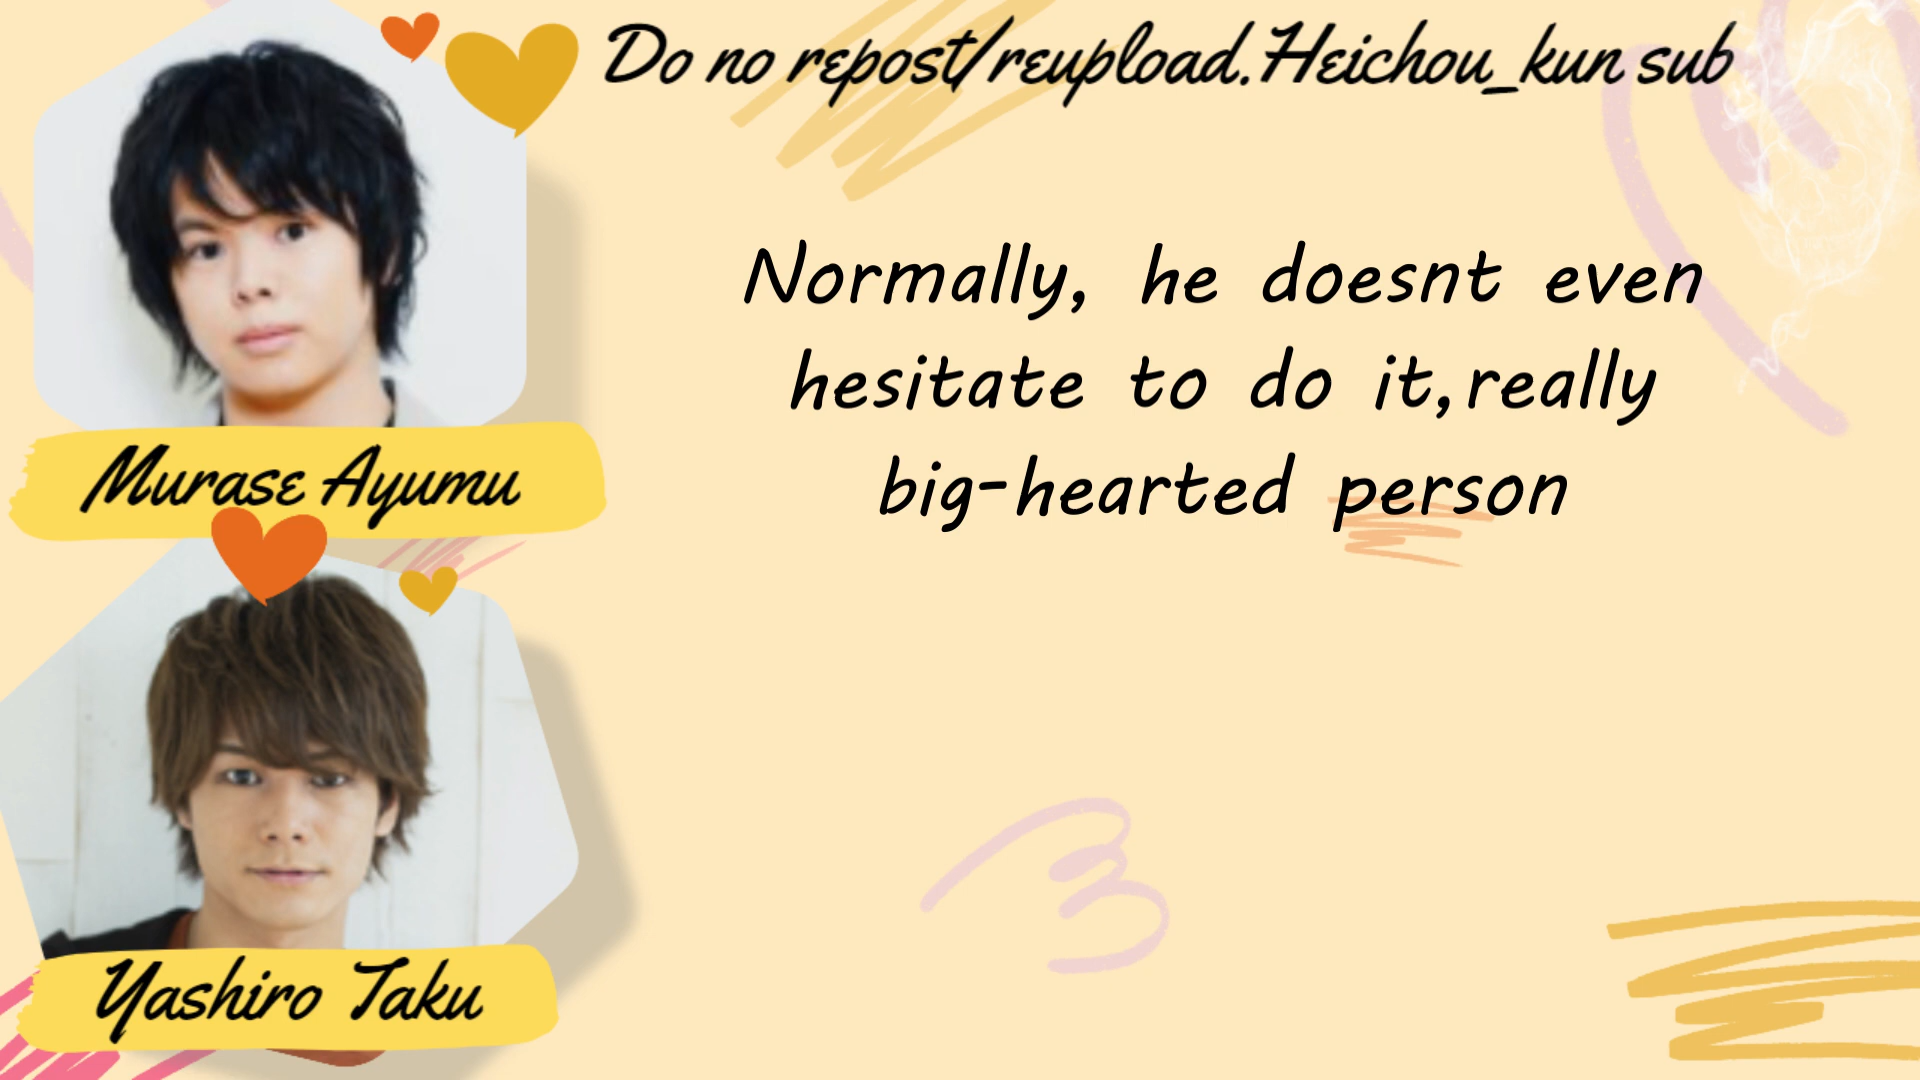 Do no repost/reupload.Heichou_kun sub
Normally, he doesnt even
hesitate to do it,really
big-hearted person
Murase Ayumu
Yashiro Taku